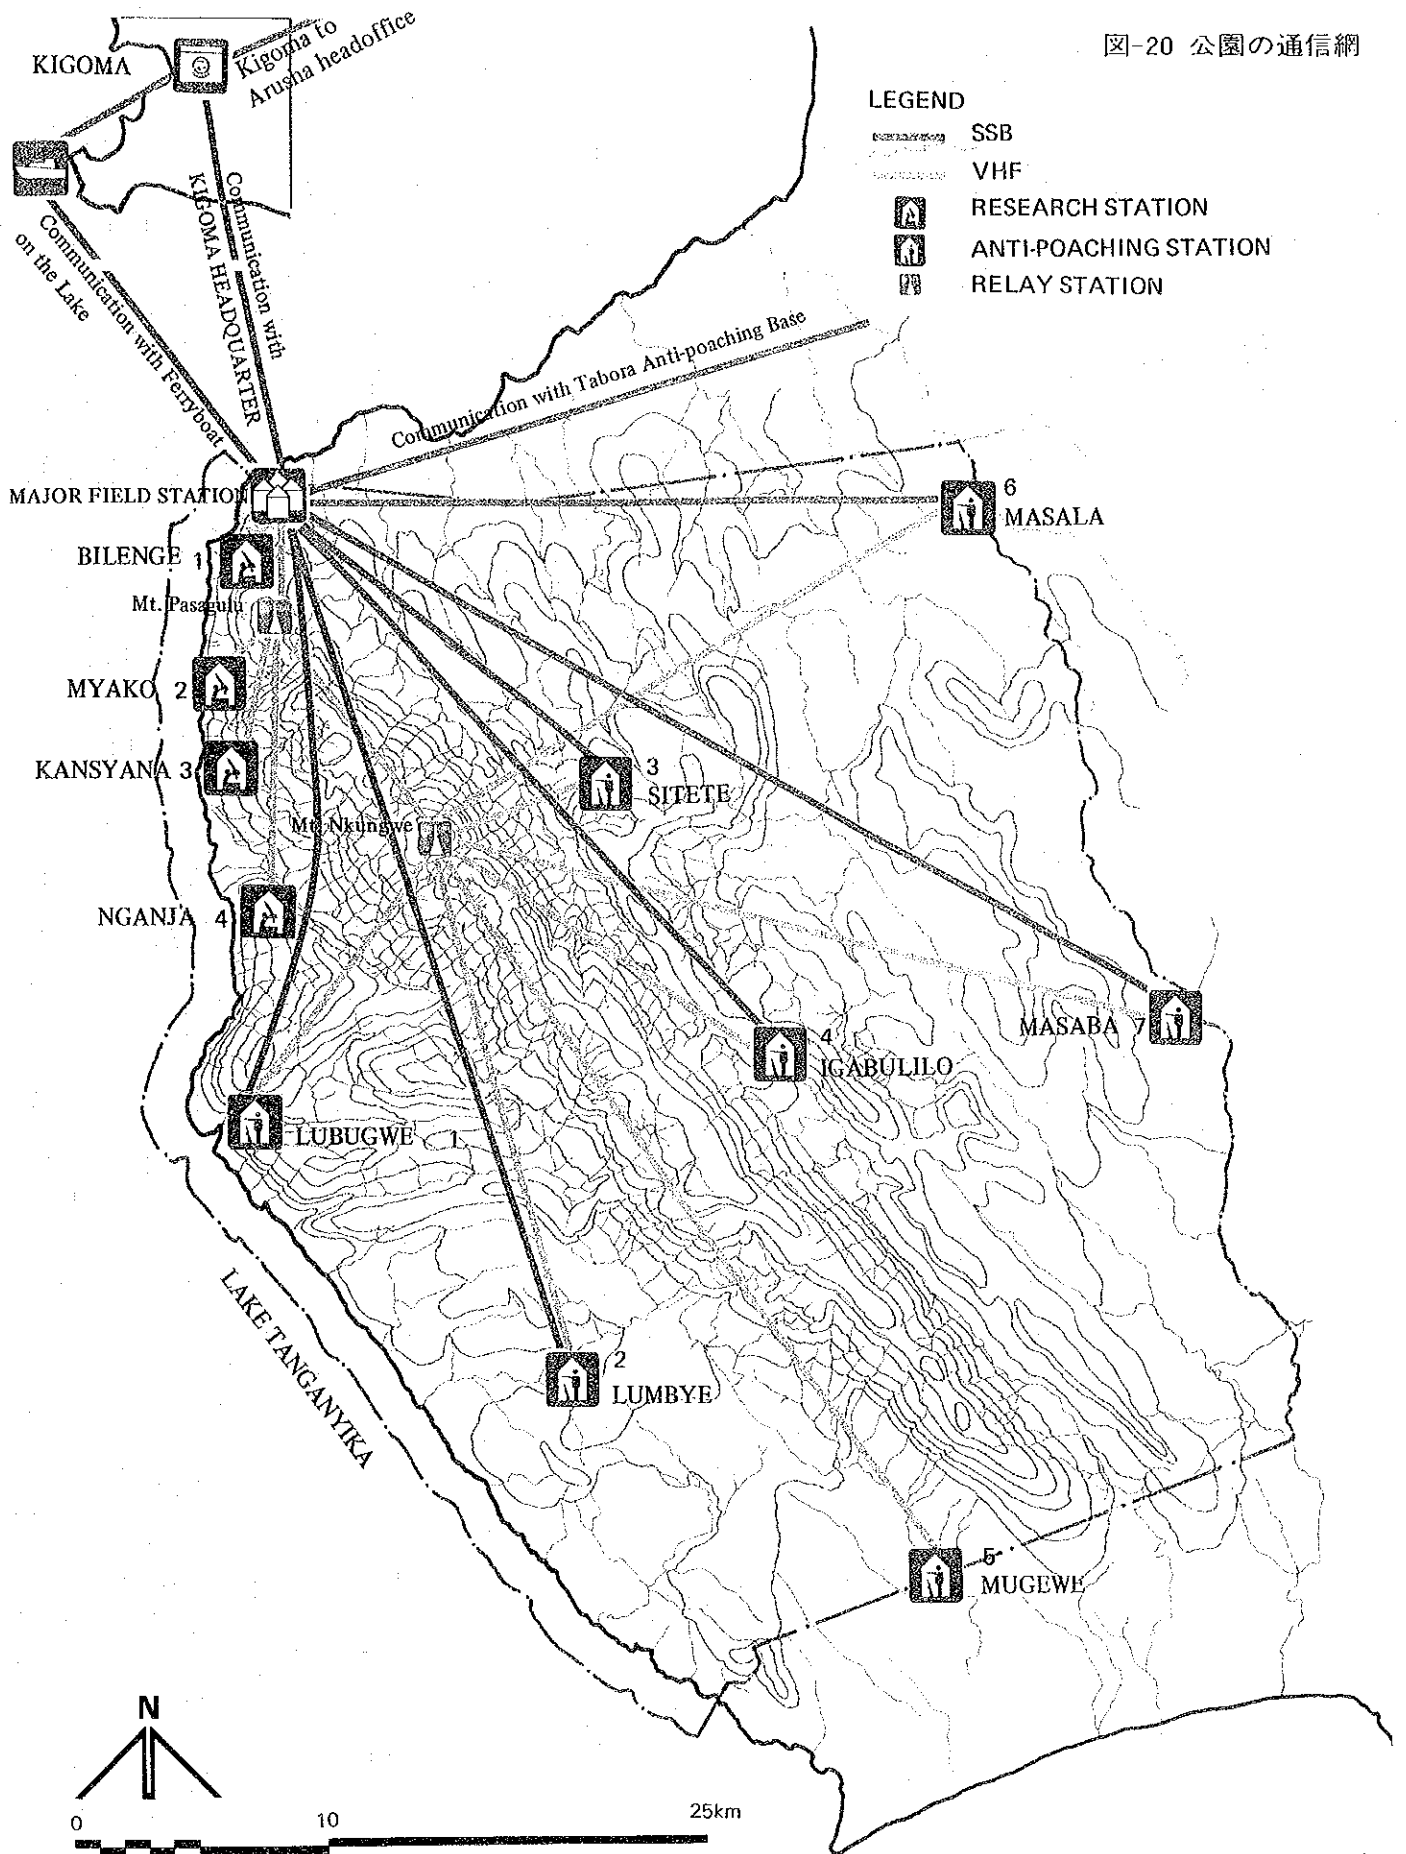 図-20 公園の通信網
KIGOMA
Kigoma to
Arusha headoffice
LEGEND
SSB
VHF
RESEARCH STATION
ANTI-POACHING STATION
RELAY STATION
Communication with
KIGOMA HEADQUARTER
Communication with Ferryboat
on the Lake
Communication with Tabora Anti-poaching Base
MAJOR FIELD STATION
6
MASALA
BILENGE 1
Mt. Pasagulu
MYAKO 2
KANSYANA 3
3
SITETE
Mt. Nkungwe
NGANJA 4
MASABA 7
4
IGABULILO
LUBUGWE 1
LAKE TANGANYIKA
2
LUMBYE
5
MUGEWE
N
0 10 25km